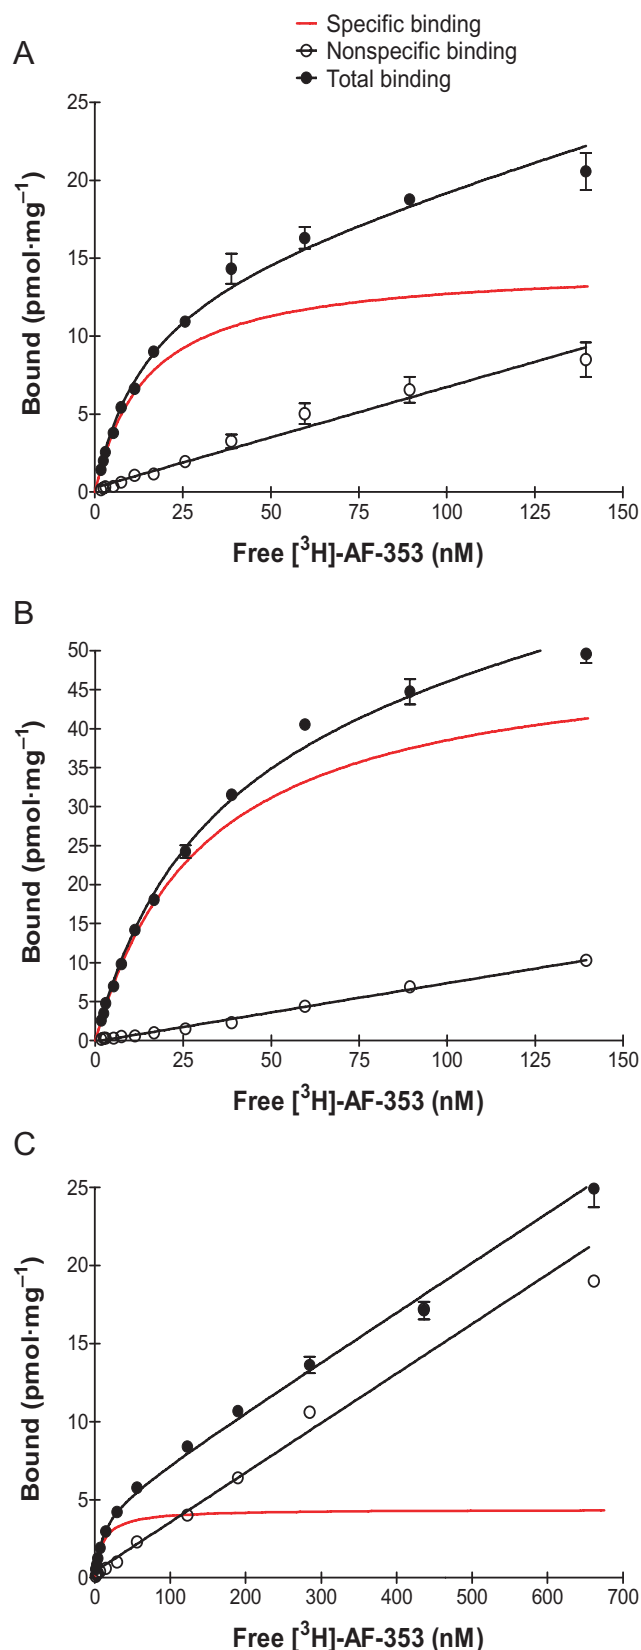 Specific binding
Nonspecific binding
Total binding
A
25
20
15
10
5
0
Bound (pmol·mg⁻¹)
0 25 50 75 100 125 150
Free [³H]-AF-353 (nM)
B
50
45
40
35
30
25
20
15
10
5
0
Bound (pmol·mg⁻¹)
0 25 50 75 100 125 150
Free [³H]-AF-353 (nM)
C
25
20
15
10
5
0
Bound (pmol·mg⁻¹)
0 100 200 300 400 500 600 700
Free [³H]-AF-353 (nM)